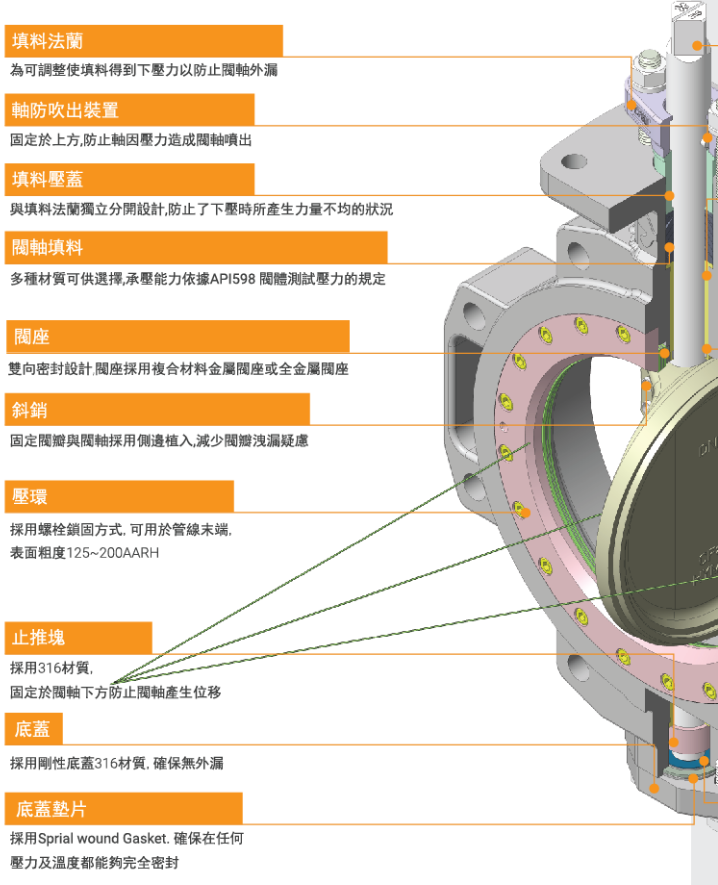 填料法蘭
為可調整使填料得到下壓力以防止閥軸外漏
軸防吹出裝置
固定於上方,防止軸因壓力造成閥軸噴出
填料壓蓋
與填料法蘭獨立分開設計,防止了下壓時所產生力量不均的狀況
閥軸填料
多種材質可供選擇,承壓能力依據API598 閥體測試壓力的規定
閥座
雙向密封設計,閥座採用複合材料金屬閥座或全金屬閥座
斜銷
固定閥瓣與閥軸採用側邊植入,減少閥瓣洩漏疑慮
壓環
採用螺栓鎖固方式, 可用於管線末端,
表面粗度125~200AARH
止推塊
採用316材質,
固定於閥軸下方防止閥軸產生位移
底蓋
採用剛性底蓋316材質, 確保無外漏
底蓋墊片
採用Sprial wound Gasket. 確保在任何
壓力及溫度都能夠完全密封